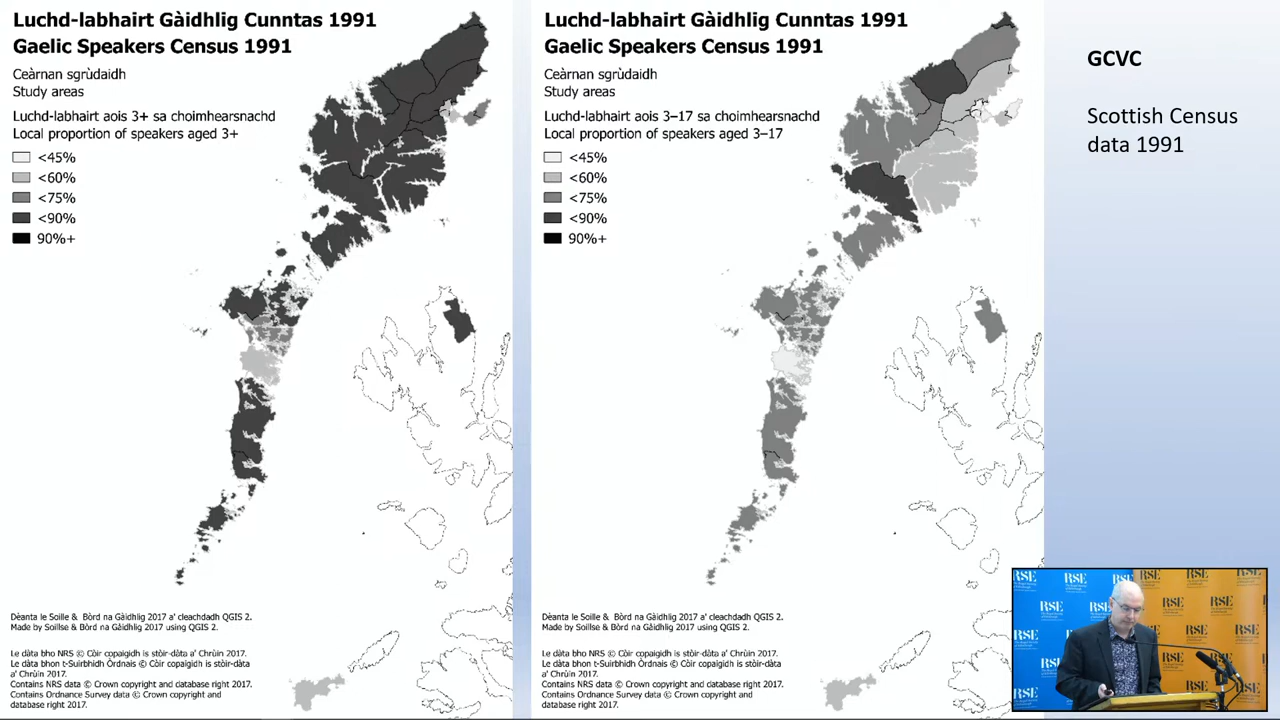 Luchd-labhairt Gàidhlig Cunntas 1991
Gaelic Speakers Census 1991
Ceàrnan sgrùdaidh
Study areas
Luchd-labhairt aois 3+ sa choimhearsnachd
Local proportion of speakers aged 3+
<45%
<60%
<75%
<90%
90%+
Dèanta le Soillse & Bòrd na Gàidhlig 2017 a' cleachdadh QGIS 2.
Made by Soillse & Bòrd na Gàidhlig 2017 using QGIS 2.
Le dàta bho NRS © Còir copaigidh is stòir-dàta a' Chrùin 2017.
Le dàta bhon t-Suirbhidh Òrdnais © Còir copaigidh is stòir-dàta
a' Chrùin 2017.
Contains NRS data © Crown copyright and database right 2017.
Contains Ordnance Survey data © Crown copyright and
database right 2017.
Luchd-labhairt Gàidhlig Cunntas 1991
Gaelic Speakers Census 1991
Ceàrnan sgrùdaidh
Study areas
Luchd-labhairt aois 3–17 sa choimhearsnachd
Local proportion of speakers aged 3–17
<45%
<60%
<75%
<90%
90%+
Dèanta le Soillse & Bòrd na Gàidhlig 2017 a' cleachdadh QGIS 2.
Made by Soillse & Bòrd na Gàidhlig 2017 using QGIS 2.
Le dàta bho NRS © Còir copaigidh is stòir-dàta a' Chrùin 2017.
Le dàta bhon t-Suirbhidh Òrdnais © Còir copaigidh is stòir-dàta
a' Chrùin 2017.
Contains NRS data © Crown copyright and database right 2017.
Contains Ordnance Survey data © Crown copyright and
database right 2017.
GCVC
Scottish Census
data 1991
RSE
RSE
RSE
RSE
RSE
RSE
RSE